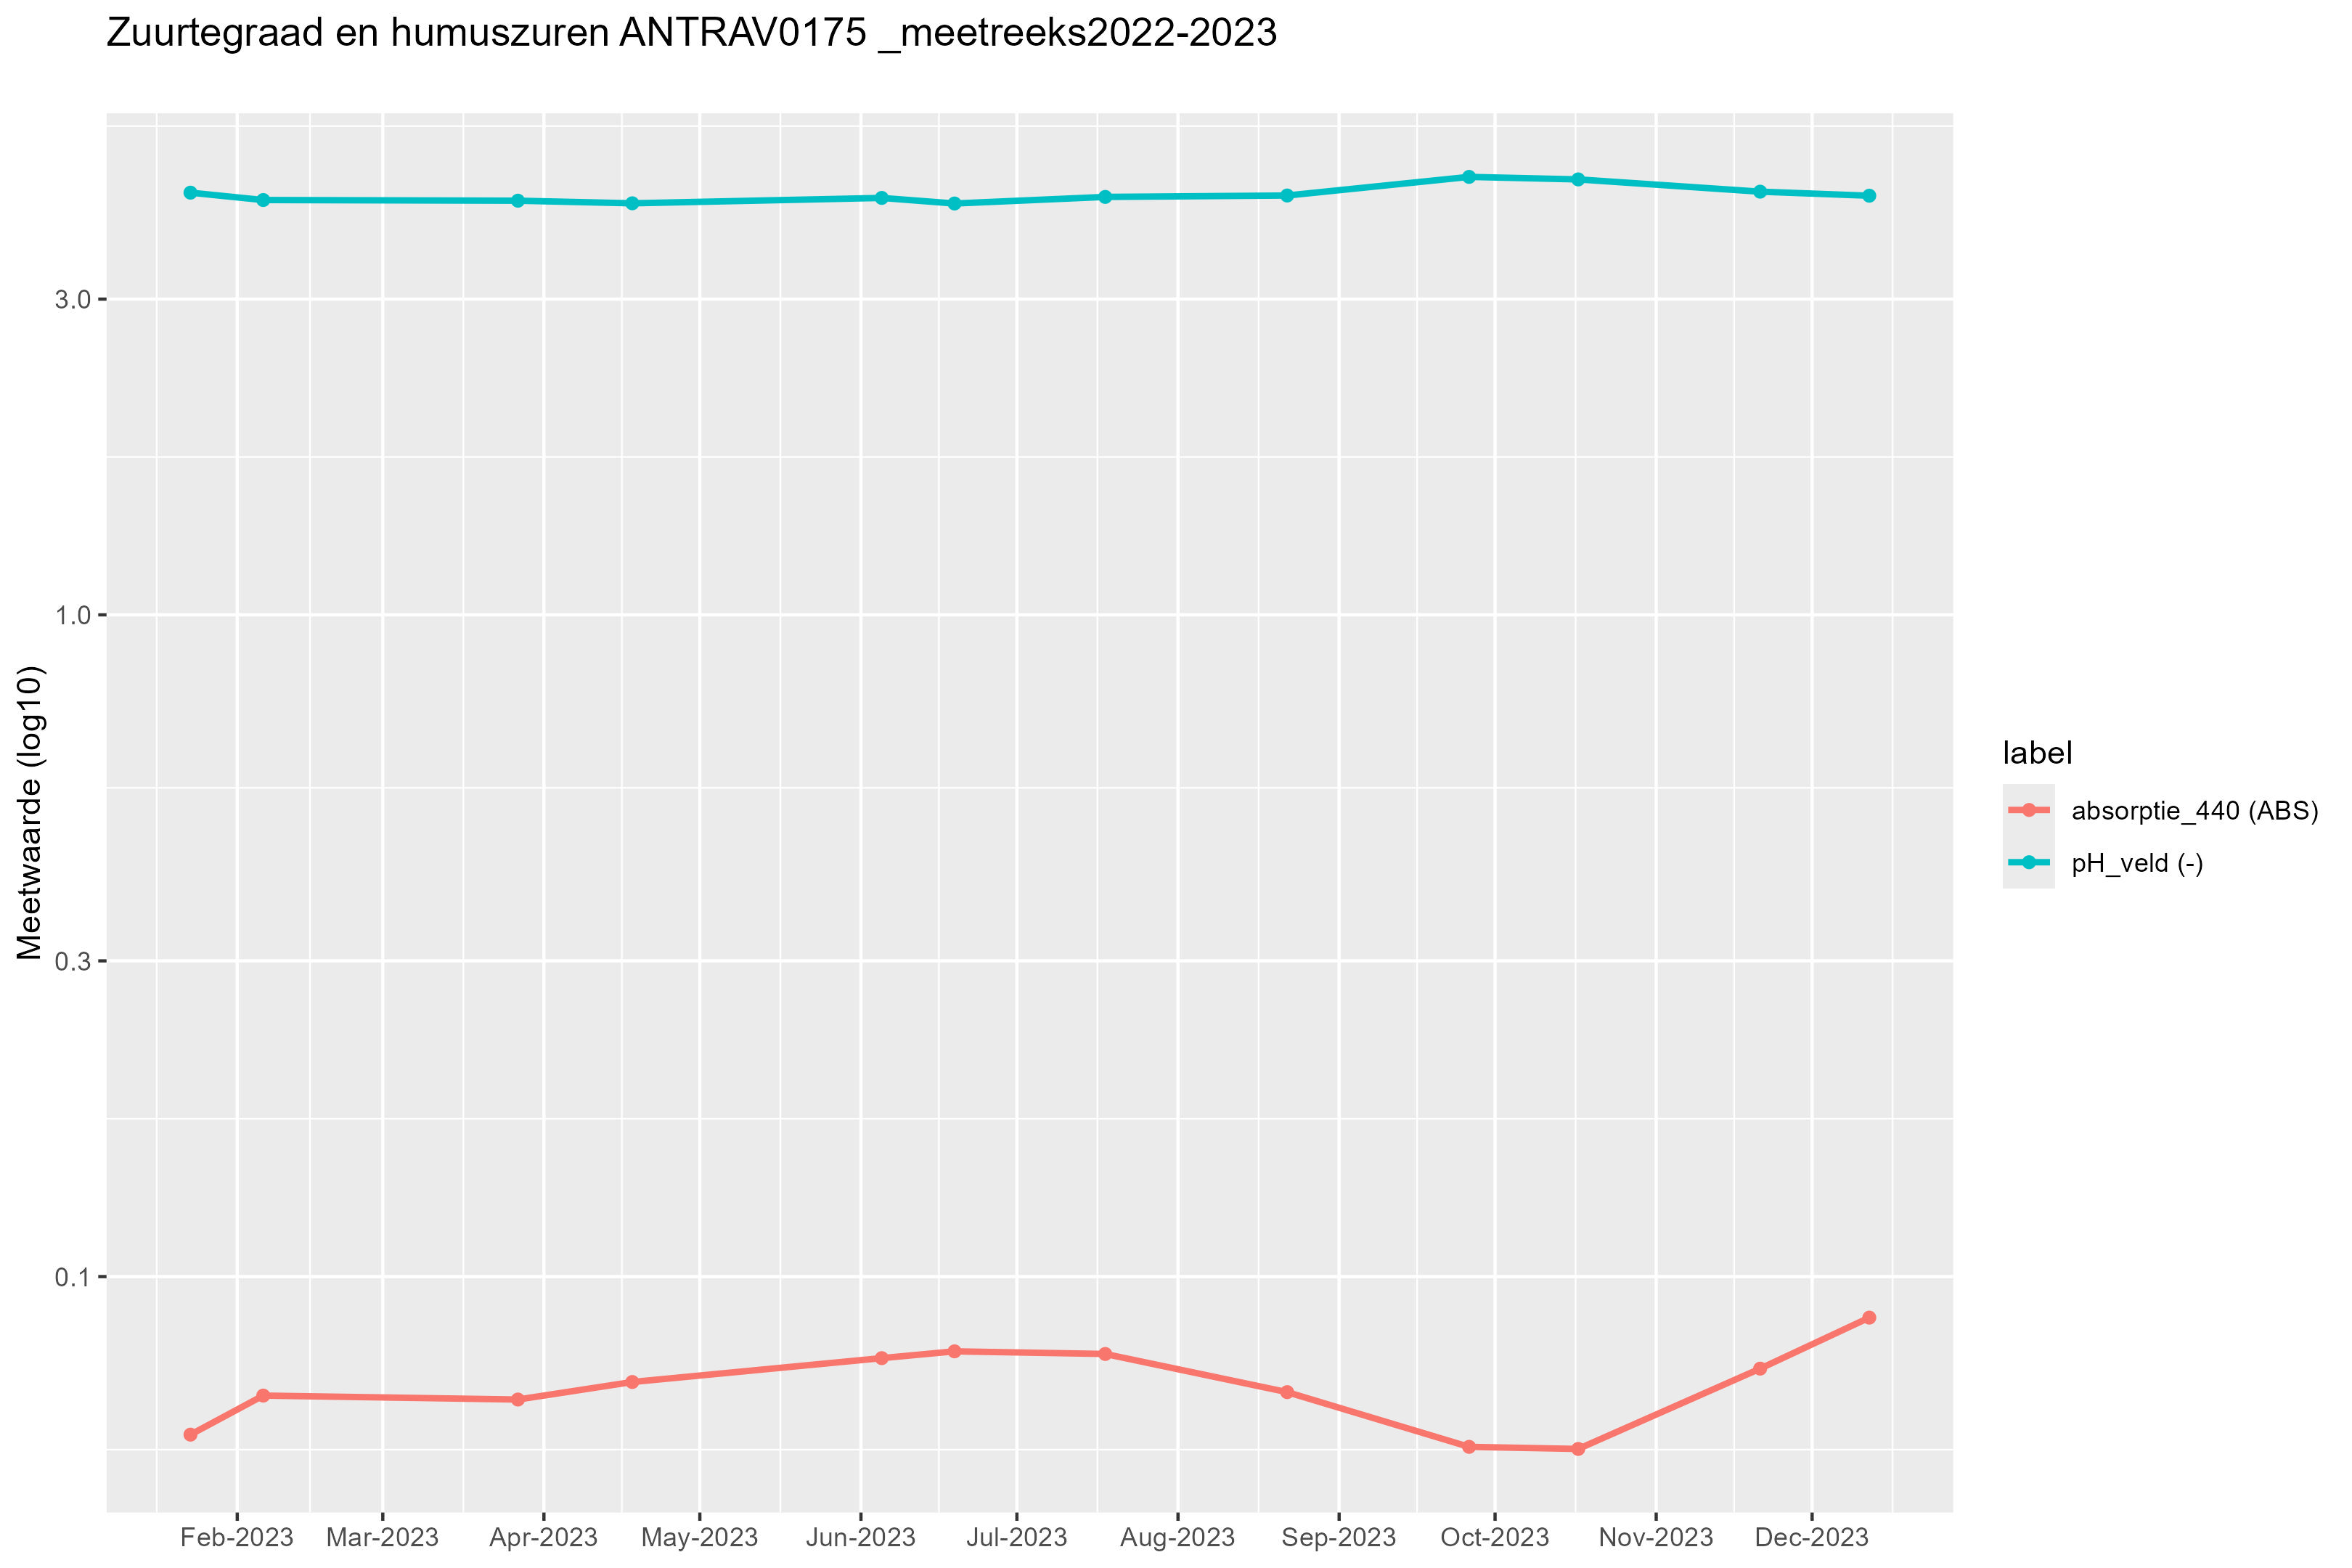 Zuurtegraad en humuszuren ANTRAV0175 _meetreeks2022-2023
Meetwaarde (log10)
3.0
1.0
0.3
0.1
Feb-2023 Mar-2023 Apr-2023 May-2023 Jun-2023 Jul-2023 Aug-2023 Sep-2023 Oct-2023 Nov-2023 Dec-2023
label
absorptie_440 (ABS)
pH_veld (-)